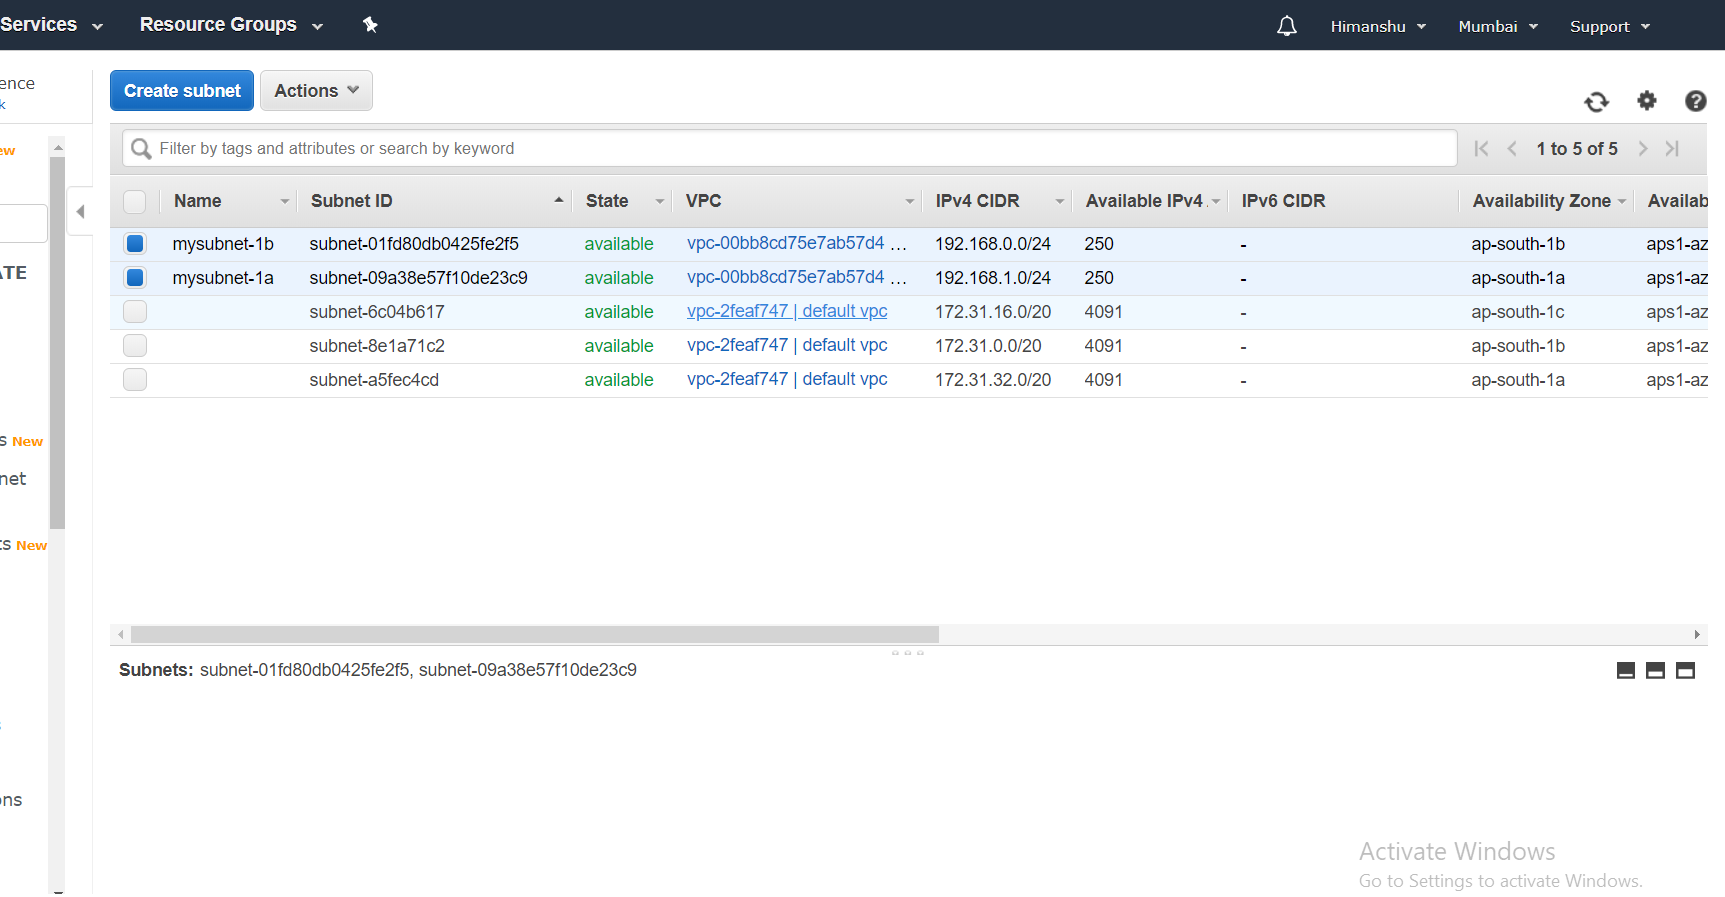 Services Resource Groups Himanshu Mumbai Support
ence
k
Create subnet Actions
ew
Filter by tags and attributes or search by keyword 1 to 5 of 5
Name Subnet ID State VPC IPv4 CIDR Available IPv4 IPv6 CIDR Availability Zone Availab
mysubnet-1b subnet-01fd80db0425fe2f5 available vpc-00bb8cd75e7ab57d4 ... 192.168.0.0/24 250 - ap-south-1b aps1-az
ATE
mysubnet-1a subnet-09a38e57f10de23c9 available vpc-00bb8cd75e7ab57d4 ... 192.168.1.0/24 250 - ap-south-1a aps1-az
subnet-6c04b617 available vpc-2feaf747 | default vpc 172.31.16.0/20 4091 - ap-south-1c aps1-az
subnet-8e1a71c2 available vpc-2feaf747 | default vpc 172.31.0.0/20 4091 - ap-south-1b aps1-az
subnet-a5fec4cd available vpc-2feaf747 | default vpc 172.31.32.0/20 4091 - ap-south-1a aps1-az
s New
net
ts New
Subnets: subnet-01fd80db0425fe2f5, subnet-09a38e57f10de23c9
s
ons
Activate Windows
Go to Settings to activate Windows.